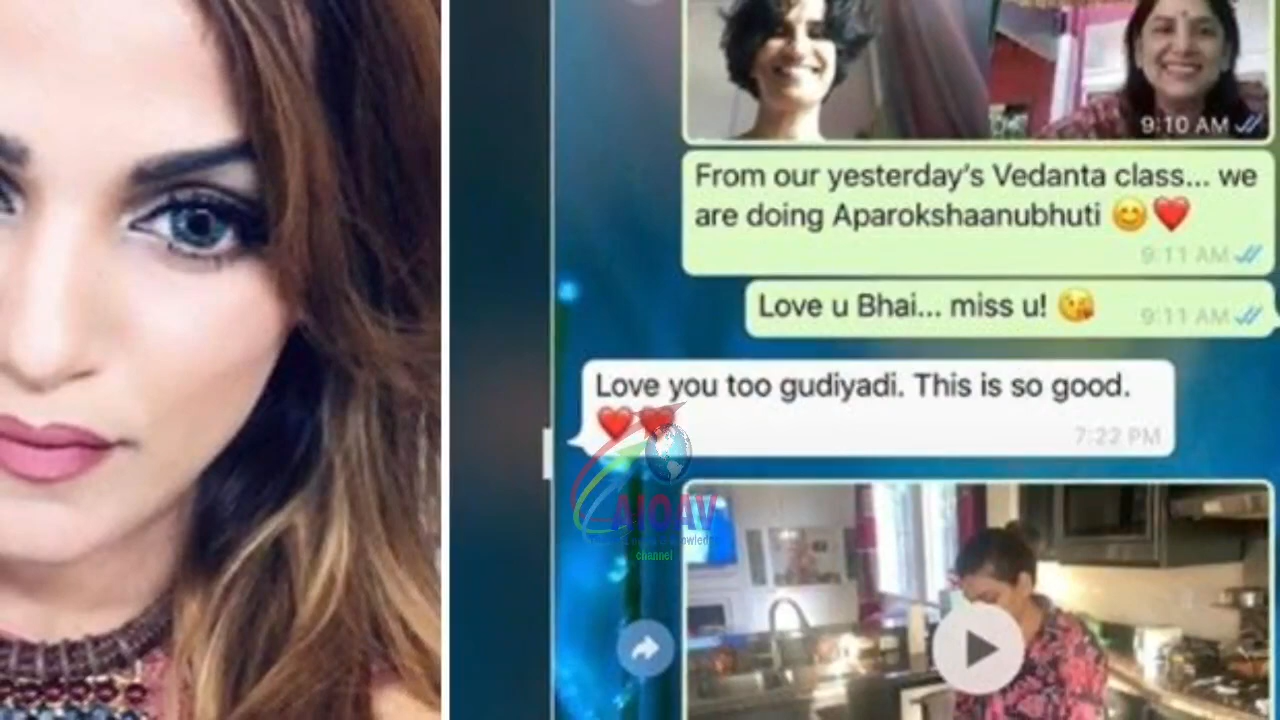 9:10 AM
From our yesterday's Vedanta class... we
are doing Aparokshaanubhuti 😊❤️
9:11 AM
Love u Bhai... miss u! 😘 9:11 AM
Love you too gudiyadi. This is so good.
❤️❤️
7:22 PM
AIOAV
channel